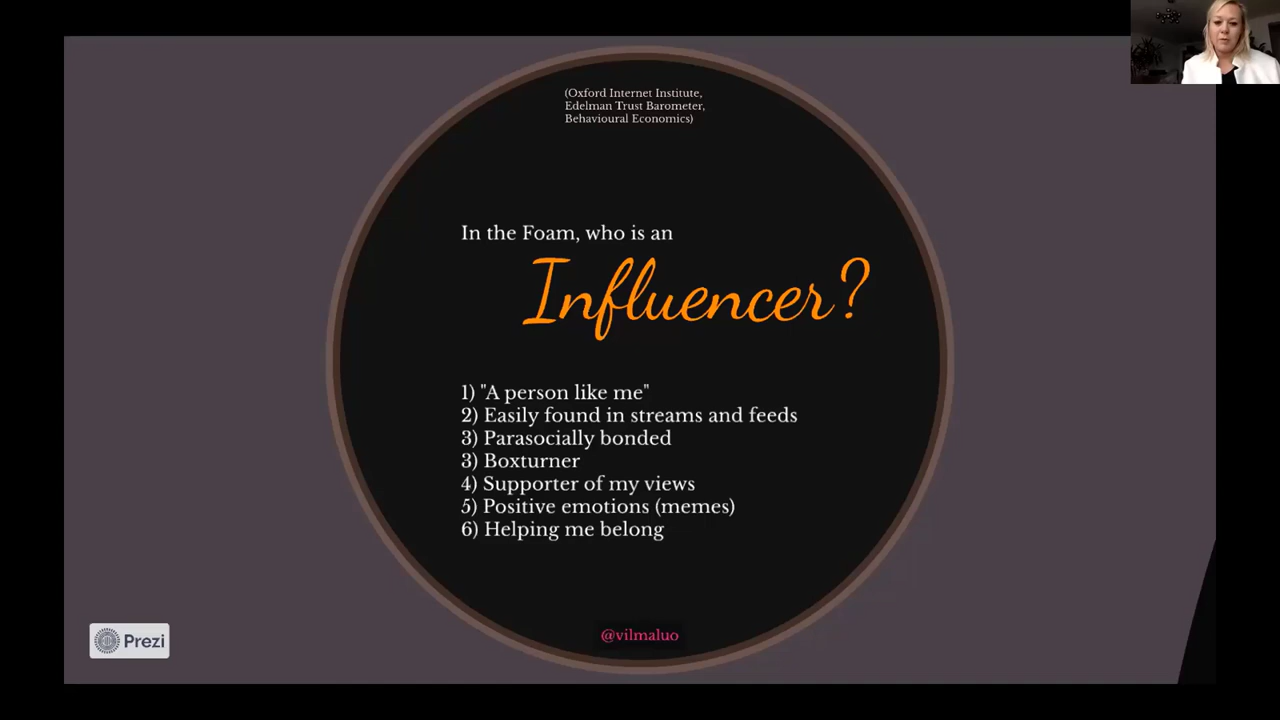 (Oxford Internet Institute,
Edelman Trust Barometer,
Behavioural Economics)
In the Foam, who is an
Influencer?
1) "A person like me"
2) Easily found in streams and feeds
3) Parasocially bonded
3) Boxturner
4) Supporter of my views
5) Positive emotions (memes)
6) Helping me belong
@vilmaluo
Prezi